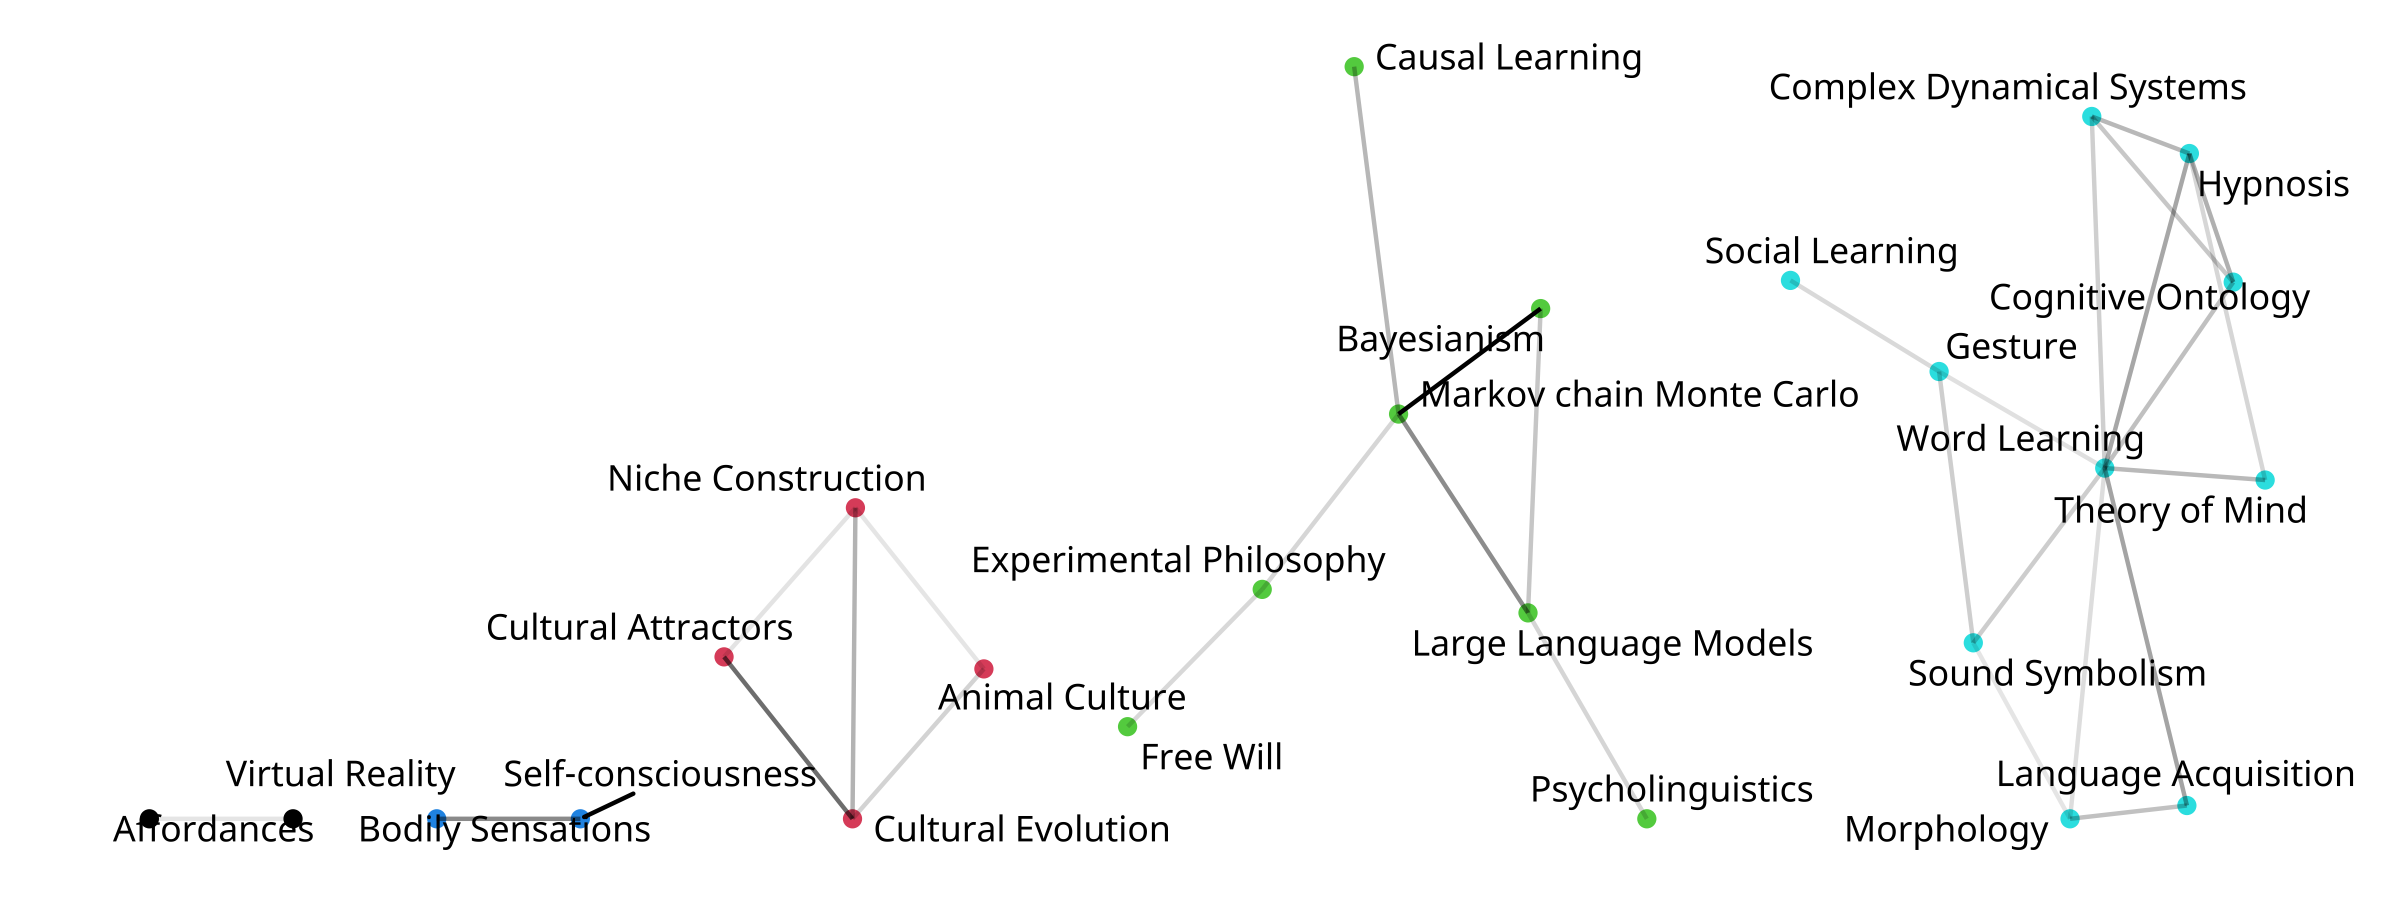 Causal Learning
Complex Dynamical Systems
Hypnosis
Social Learning
Cognitive Ontology
Bayesianism
Gesture
Markov chain Monte Carlo
Word Learning
Niche Construction
Theory of Mind
Experimental Philosophy
Cultural Attractors
Large Language Models
Sound Symbolism
Animal Culture
Free Will
Virtual Reality
Self-consciousness
Language Acquisition
Psycholinguistics
Affordances
Bodily Sensations
Cultural Evolution
Morphology